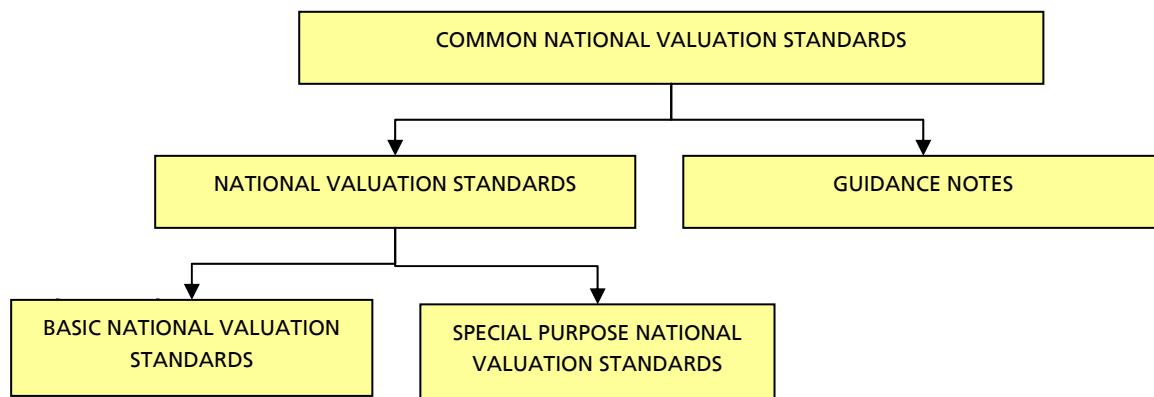 COMMON NATIONAL VALUATION STANDARDS
NATIONAL VALUATION STANDARDS
GUIDANCE NOTES
BASIC NATIONAL VALUATION
STANDARDS
SPECIAL PURPOSE NATIONAL
VALUATION STANDARDS